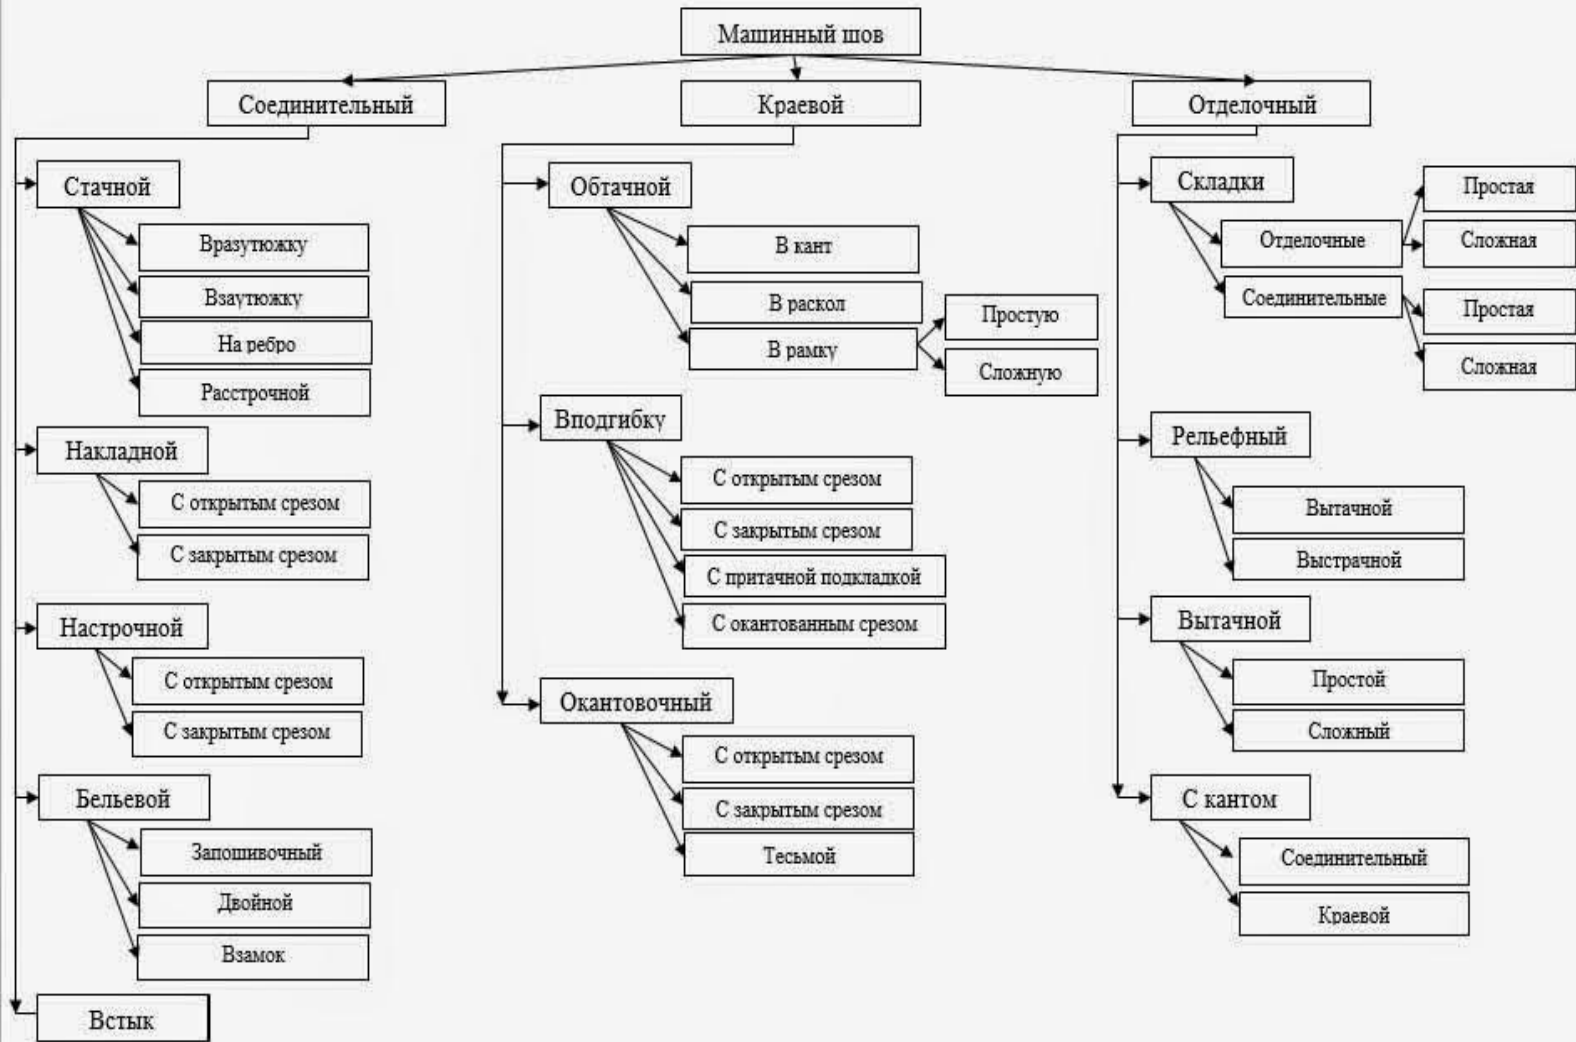 Машинный шов
Соединительный
Краевой
Отделочный
Стачной
Вразутюжку
Взаутюжку
На ребро
Расстрочной
Накладной
С открытым срезом
С закрытым срезом
Настрочной
С открытым срезом
С закрытым срезом
Бельевой
Запошивочный
Двойной
Взамок
Встык
Обтачной
В кант
В раскол
В рамку
Простую
Сложную
Вподгибку
С открытым срезом
С закрытым срезом
С притачной подкладкой
С окантованным срезом
Окантовочный
С открытым срезом
С закрытым срезом
Тесьмой
Складки
Отделочные
Простая
Сложная
Соединительные
Простая
Сложная
Рельефный
Вытачной
Выстрачной
Вытачной
Простой
Сложный
С кантом
Соединительный
Краевой